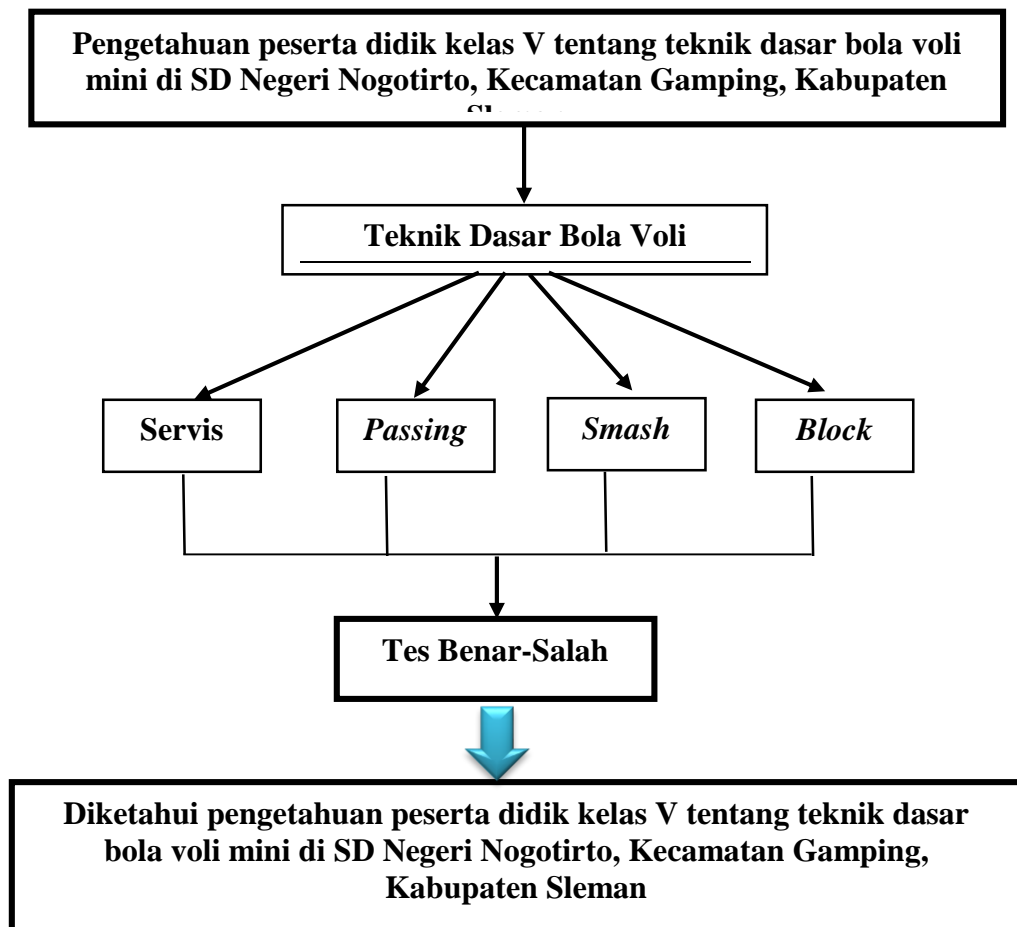 Pengetahuan peserta didik kelas V tentang teknik dasar bola voli
mini di SD Negeri Nogotirto, Kecamatan Gamping, Kabupaten
Teknik Dasar Bola Voli
Servis
Passing
Smash
Block
Tes Benar-Salah
Diketahui pengetahuan peserta didik kelas V tentang teknik dasar
bola voli mini di SD Negeri Nogotirto, Kecamatan Gamping,
Kabupaten Sleman